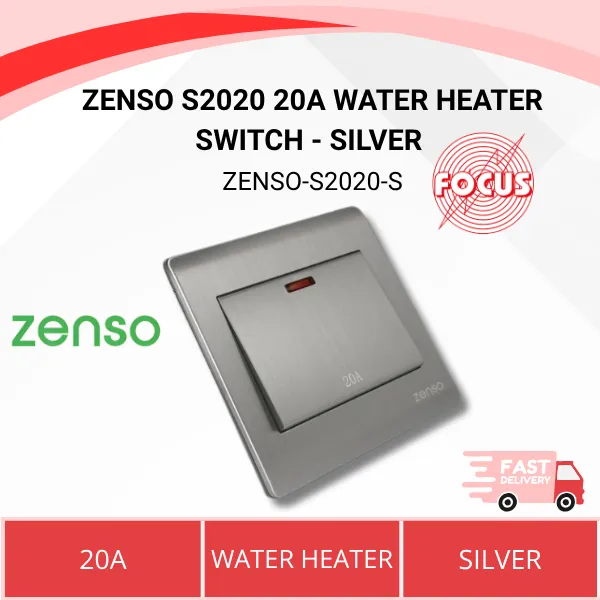 ZENSO S2020 20A WATER HEATER
SWITCH - SILVER
ZENSO-S2020-S
FOCUS
zenso
20A
zenso
FAST
DELIVERY
20A
WATER HEATER
SILVER